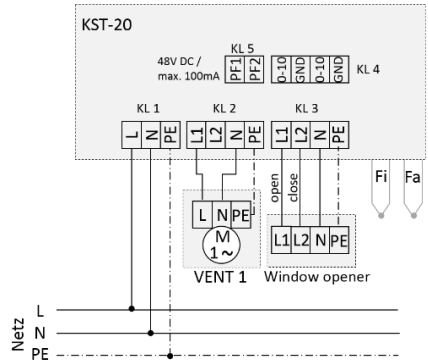 KST-20
KL 5
48V DC /
max. 100mA
PF1 PF2
0-10 GND 0-10 GND
KL 4
KL 1 KL 2 KL 3
L N PE L1 L2 N PE L1 L2 N PE
open
close
Fi Fa
L N PE
M
1~
L1 L2 N PE
VENT 1 Window opener
Netz
L
N
PE